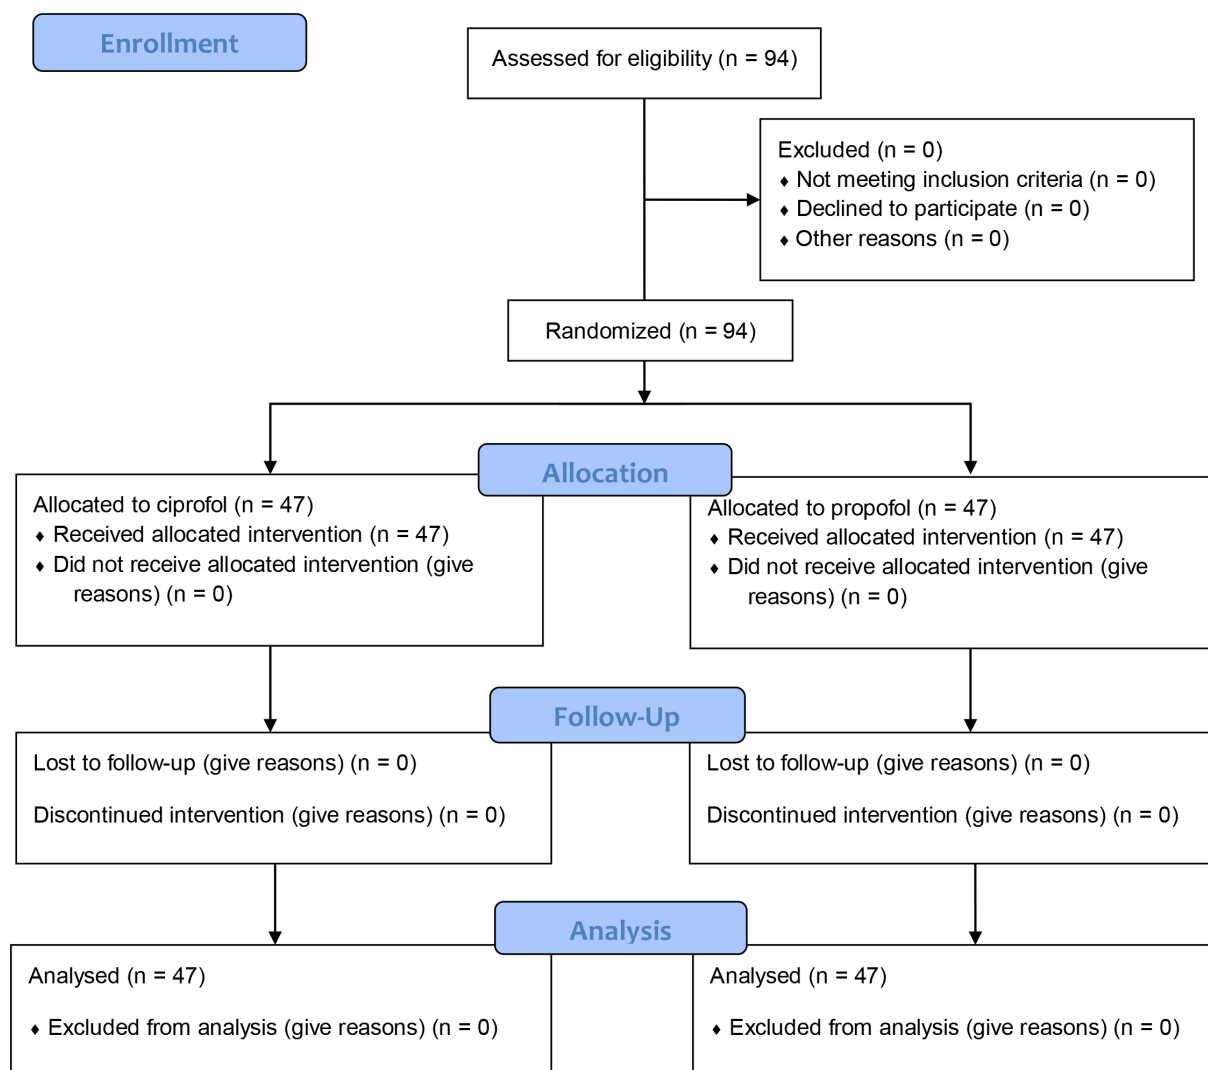 Enrollment
Assessed for eligibility (n = 94)
Excluded (n = 0)
♦ Not meeting inclusion criteria (n = 0)
♦ Declined to participate (n = 0)
♦ Other reasons (n = 0)
Randomized (n = 94)
Allocation
Allocated to ciprofol (n = 47)
♦ Received allocated intervention (n = 47)
♦ Did not receive allocated intervention (give
reasons) (n = 0)
Allocated to propofol (n = 47)
♦ Received allocated intervention (n = 47)
♦ Did not receive allocated intervention (give
reasons) (n = 0)
Follow-Up
Lost to follow-up (give reasons) (n = 0)
Discontinued intervention (give reasons) (n = 0)
Lost to follow-up (give reasons) (n = 0)
Discontinued intervention (give reasons) (n = 0)
Analysis
Analysed (n = 47)
♦ Excluded from analysis (give reasons) (n = 0)
Analysed (n = 47)
♦ Excluded from analysis (give reasons) (n = 0)